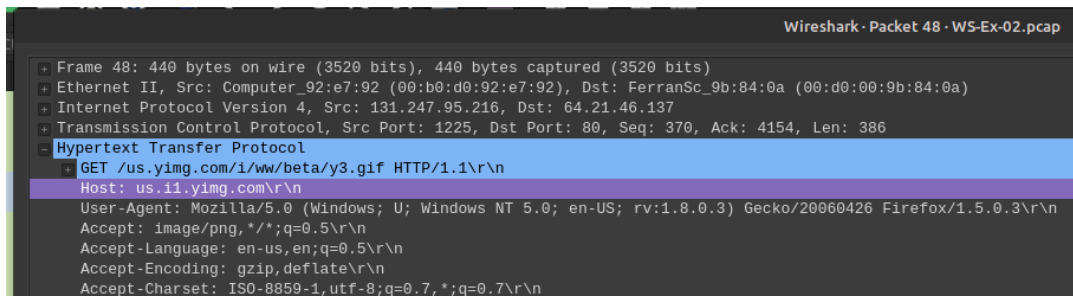 Wireshark · Packet 48 · WS-Ex-02.pcap
Frame 48: 440 bytes on wire (3520 bits), 440 bytes captured (3520 bits)
Ethernet II, Src: Computer_92:e7:92 (00:b0:d0:92:e7:92), Dst: FerranSc_9b:84:0a (00:d0:00:9b:84:0a)
Internet Protocol Version 4, Src: 131.247.95.216, Dst: 64.21.46.137
Transmission Control Protocol, Src Port: 1225, Dst Port: 80, Seq: 370, Ack: 4154, Len: 386
Hypertext Transfer Protocol
GET /us.yimg.com/i/ww/beta/y3.gif HTTP/1.1\r\n
Host: us.i1.yimg.com\r\n
User-Agent: Mozilla/5.0 (Windows; U; Windows NT 5.0; en-US; rv:1.8.0.3) Gecko/20060426 Firefox/1.5.0.3\r\n
Accept: image/png,*/*;q=0.5\r\n
Accept-Language: en-us,en;q=0.5\r\n
Accept-Encoding: gzip,deflate\r\n
Accept-Charset: ISO-8859-1,utf-8;q=0.7,*;q=0.7\r\n